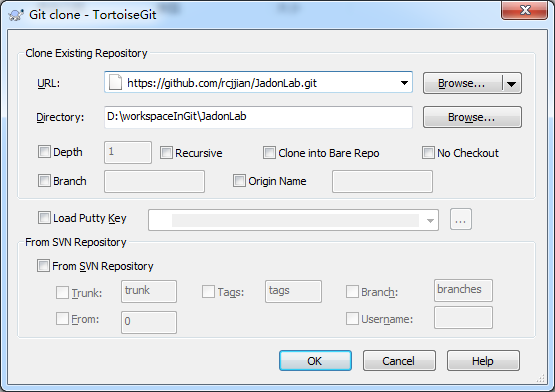 Git clone - TortoiseGit
Clone Existing Repository
URL: https://github.com/rcjjian/JadonLab.git Browse...
Directory: D:\workspaceInGit\JadonLab Browse...
Depth 1 Recursive Clone into Bare Repo No Checkout
Branch Origin Name
Load Putty Key ...
From SVN Repository
From SVN Repository
Trunk: trunk Tags: tags Branch: branches
From: 0 Username:
OK Cancel Help